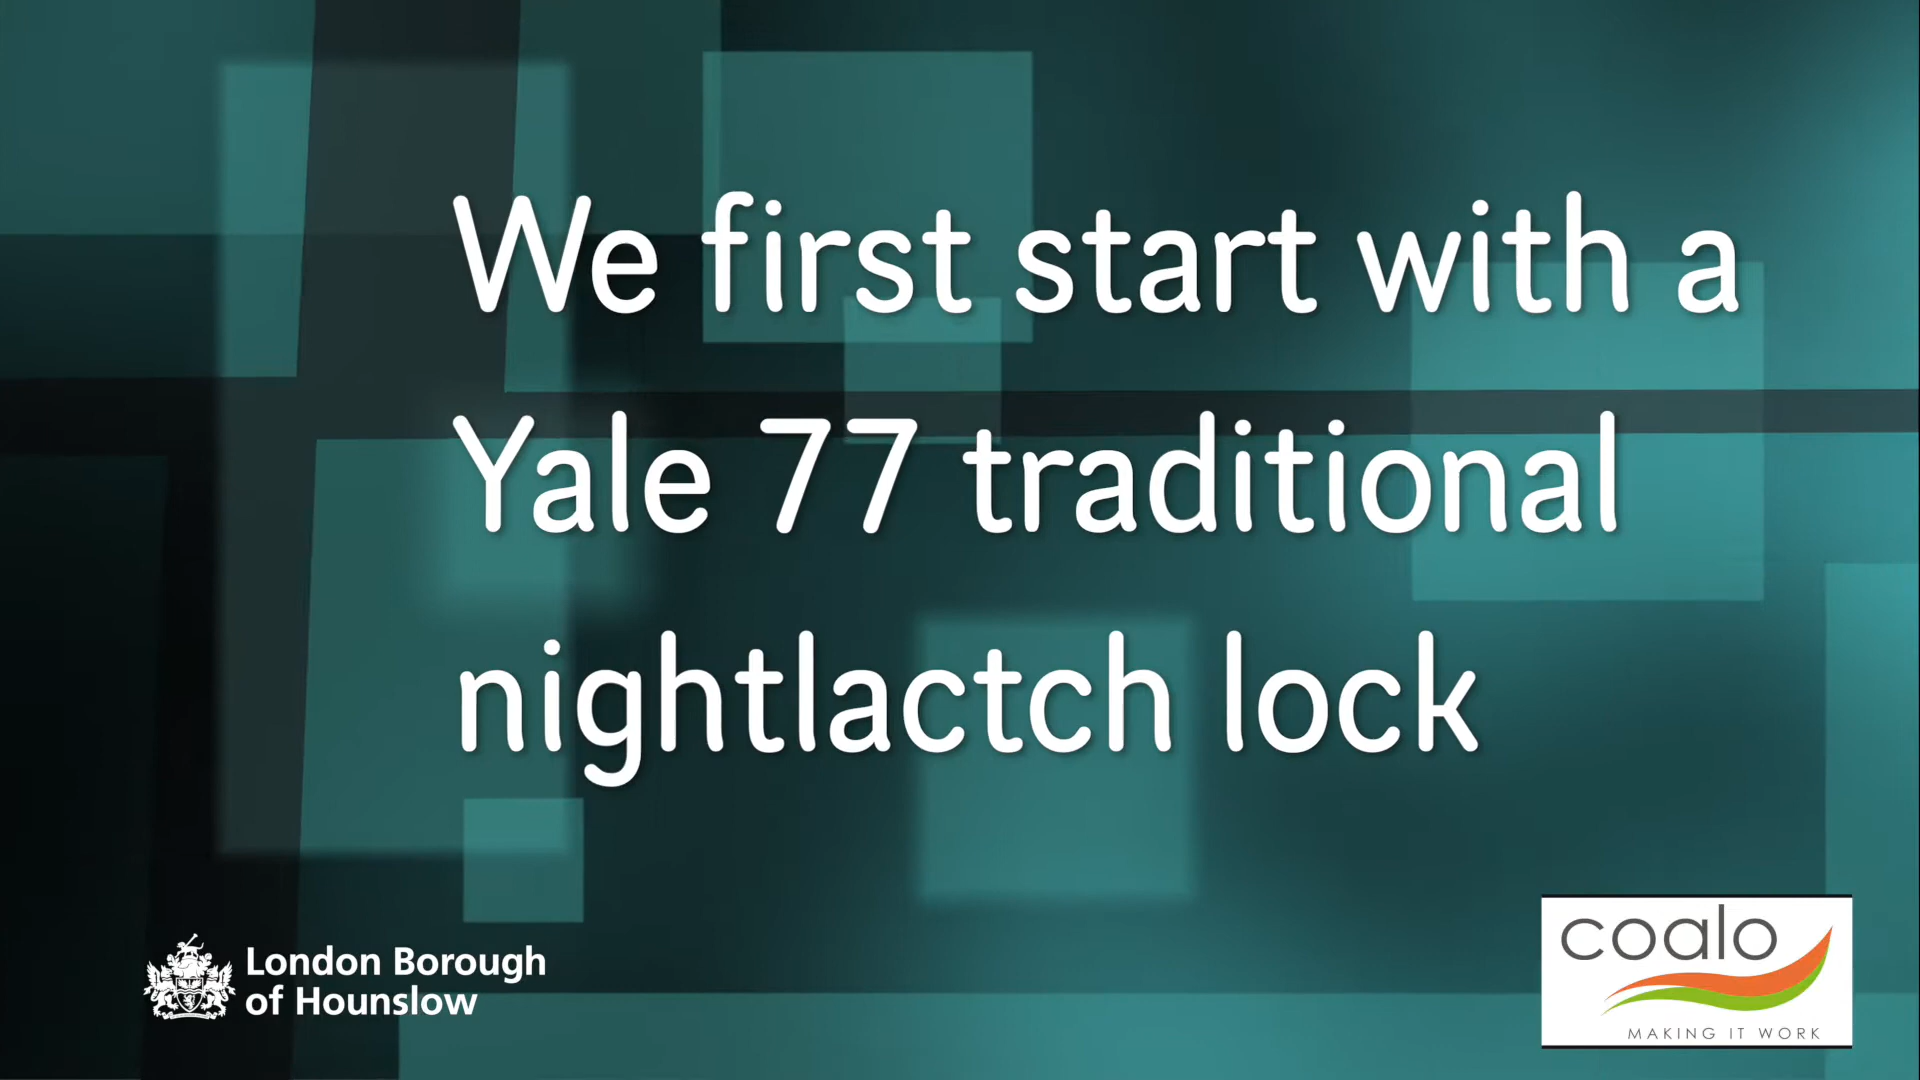 We first start with a
Yale 77 traditional
nightlactch lock
London Borough
of Hounslow
coalo
MAKING IT WORK